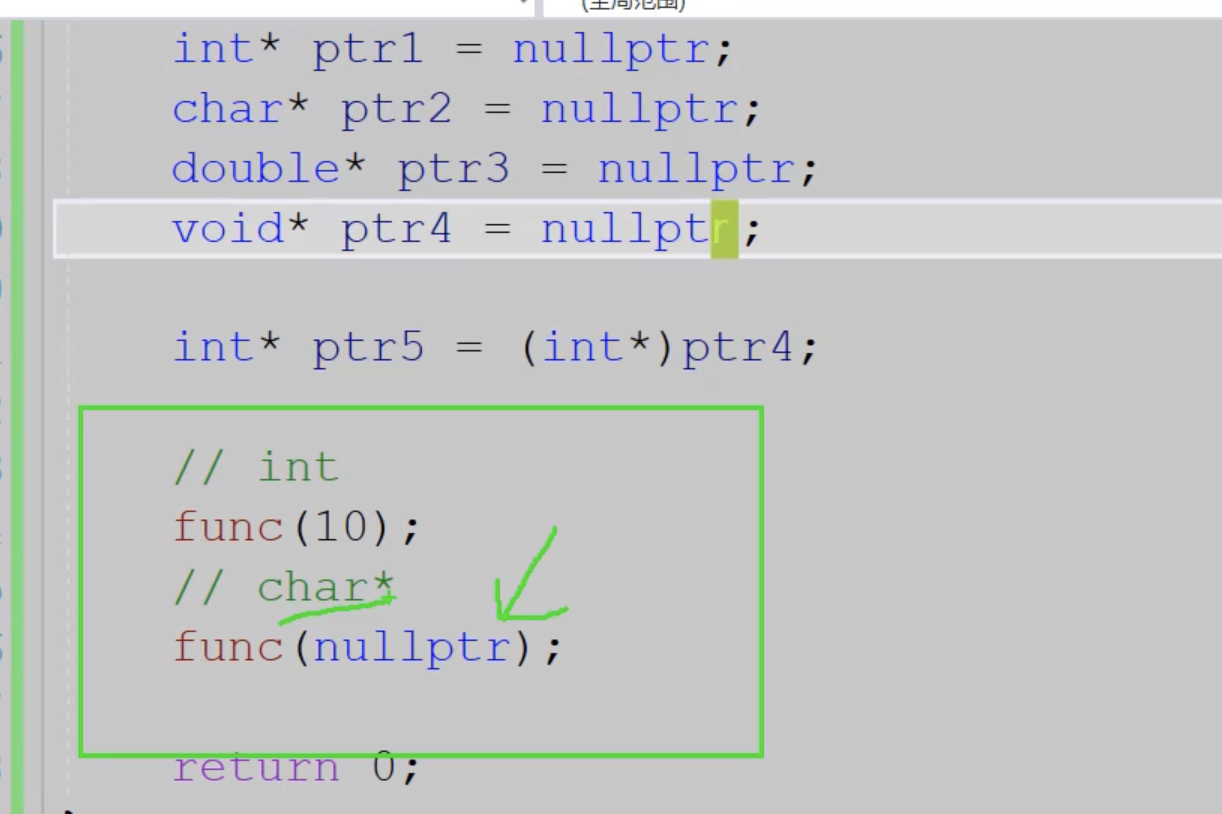 (全局范围)
int* ptr1 = nullptr;
char* ptr2 = nullptr;
double* ptr3 = nullptr;
void* ptr4 = nullptr;
int* ptr5 = (int*)ptr4;
// int
func(10);
// char*
func(nullptr);
return 0;